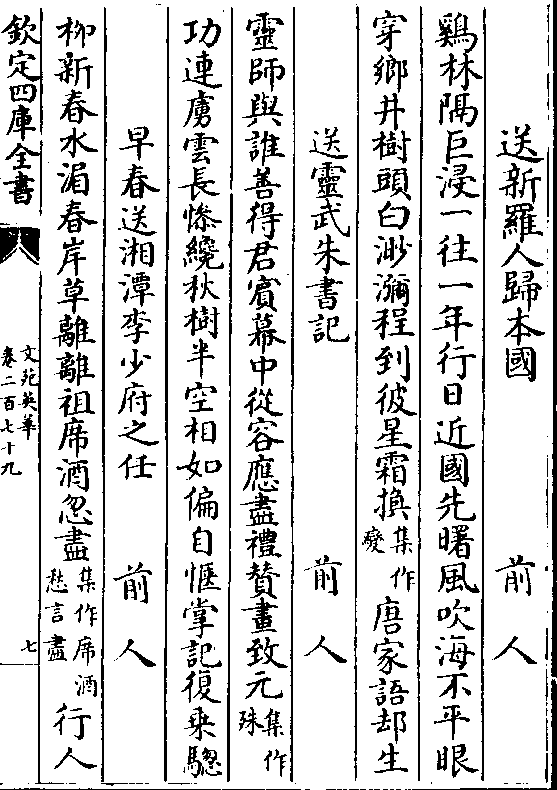 送新羅人歸本國　前人
鷄林隅巨浸一往一年行日近國先曙風吹海不平眼
穿鄉井樹頭白渺瀰程到彼星霜換集作變唐家語却生
送靈武朱書記　前人
靈師與誰善得君賓幕中從容應盡禮贊畫致元集作殊
功連虜雲長慘繞秋樹半空相如偏自愜掌記復乗驄
早春送湘潭李少府之任　前人
栁新春水湄春岸草離離祖席酒忽盡集作席酒愁言盡行人
欽定四庫全書
文苑英華
卷二百七十九
七